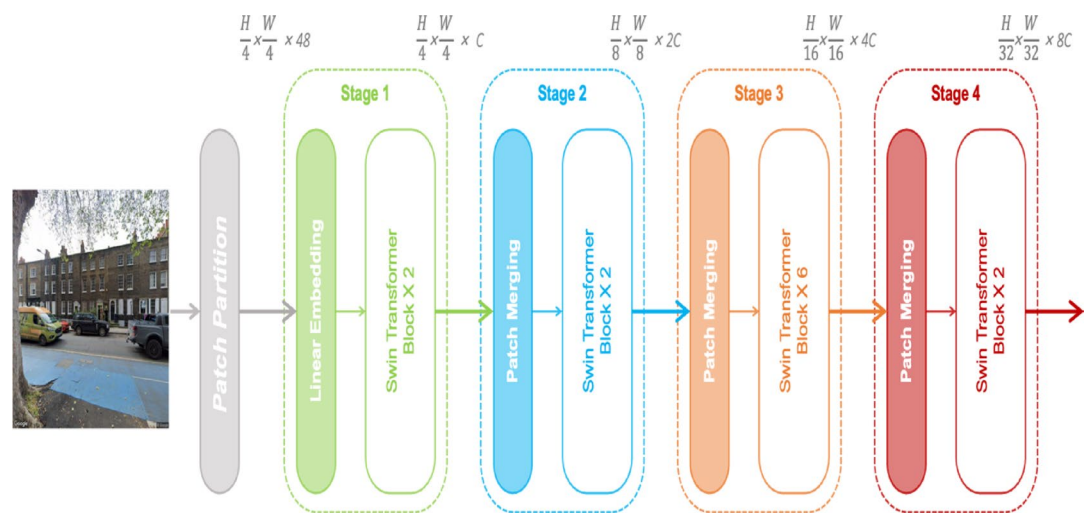 H/4 × W/4 × 48
H/4 × W/4 × C
H/8 × W/8 × 2C
H/16 × W/16 × 4C
H/32 × W/32 × 8C
Stage 1
Stage 2
Stage 3
Stage 4
Patch Partition
Linear Embedding
Swin Transformer
Block X 2
Patch Merging
Swin Transformer
Block X 2
Patch Merging
Swin Transformer
Block X 6
Patch Merging
Swin Transformer
Block X 2